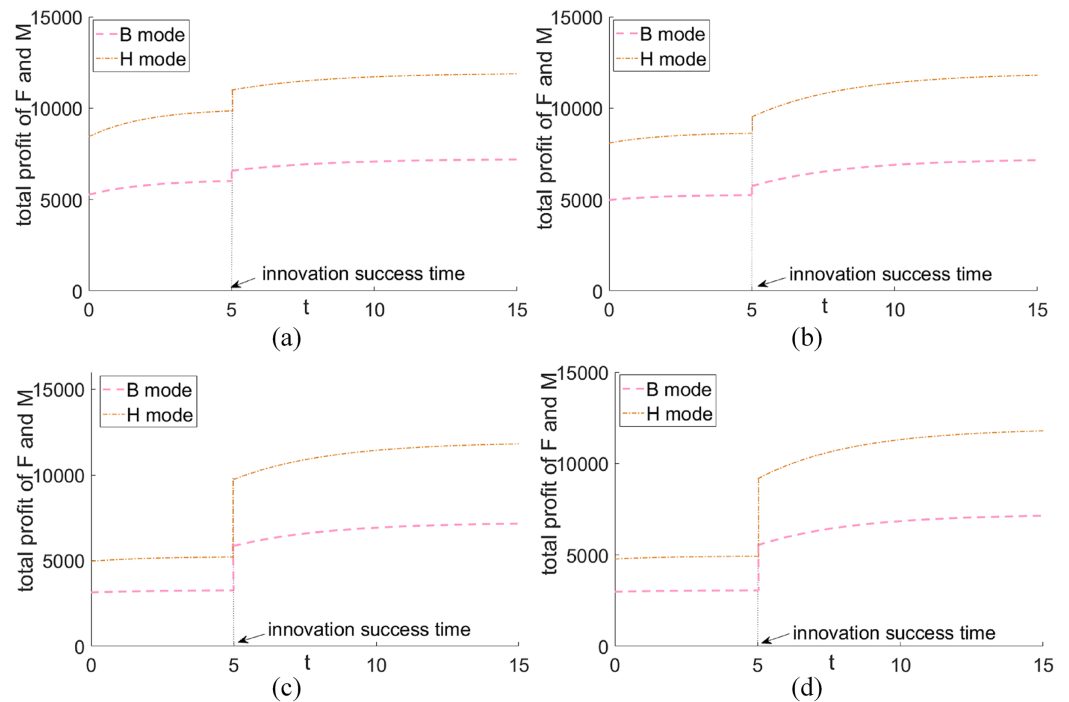 total profit of F and M
15000
10000
5000
0
B mode
H mode
innovation success time
0
5
t
10
15
(a)
total profit of F and M
15000
10000
5000
0
B mode
H mode
innovation success time
0
5
t
10
15
(b)
total profit of F and M
15000
10000
5000
0
B mode
H mode
innovation success time
0
5
t
10
15
(c)
total profit of F and M
15000
10000
5000
0
B mode
H mode
innovation success time
0
5
t
10
15
(d)